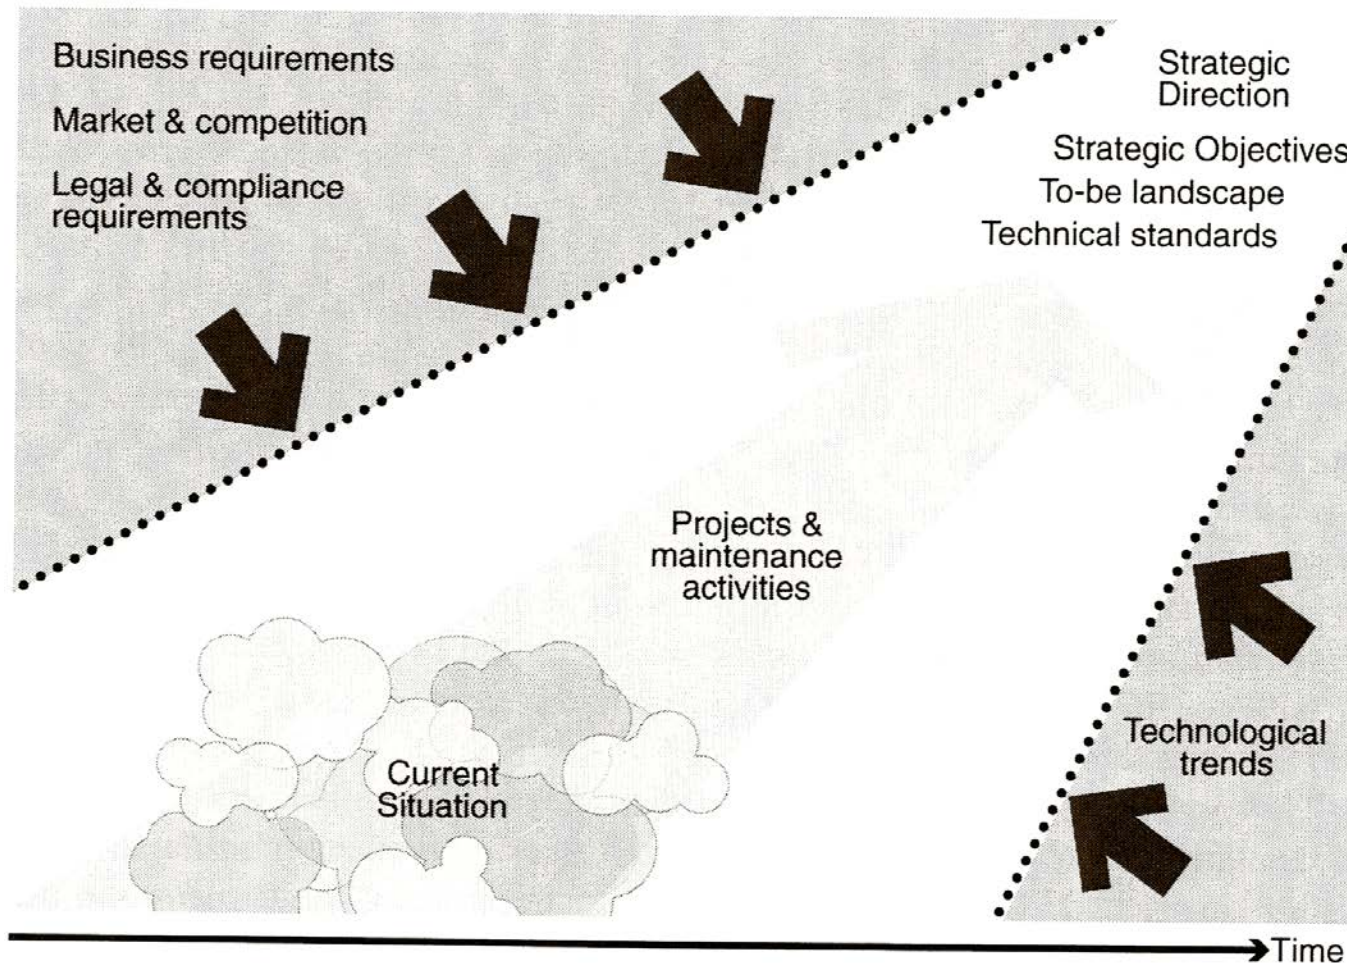 Business requirements
Market & competition
Legal & compliance
requirements
Strategic
Direction
Strategic Objectives
To-be landscape
Technical standards
Projects &
maintenance
activities
Current
Situation
Technological
trends
Time